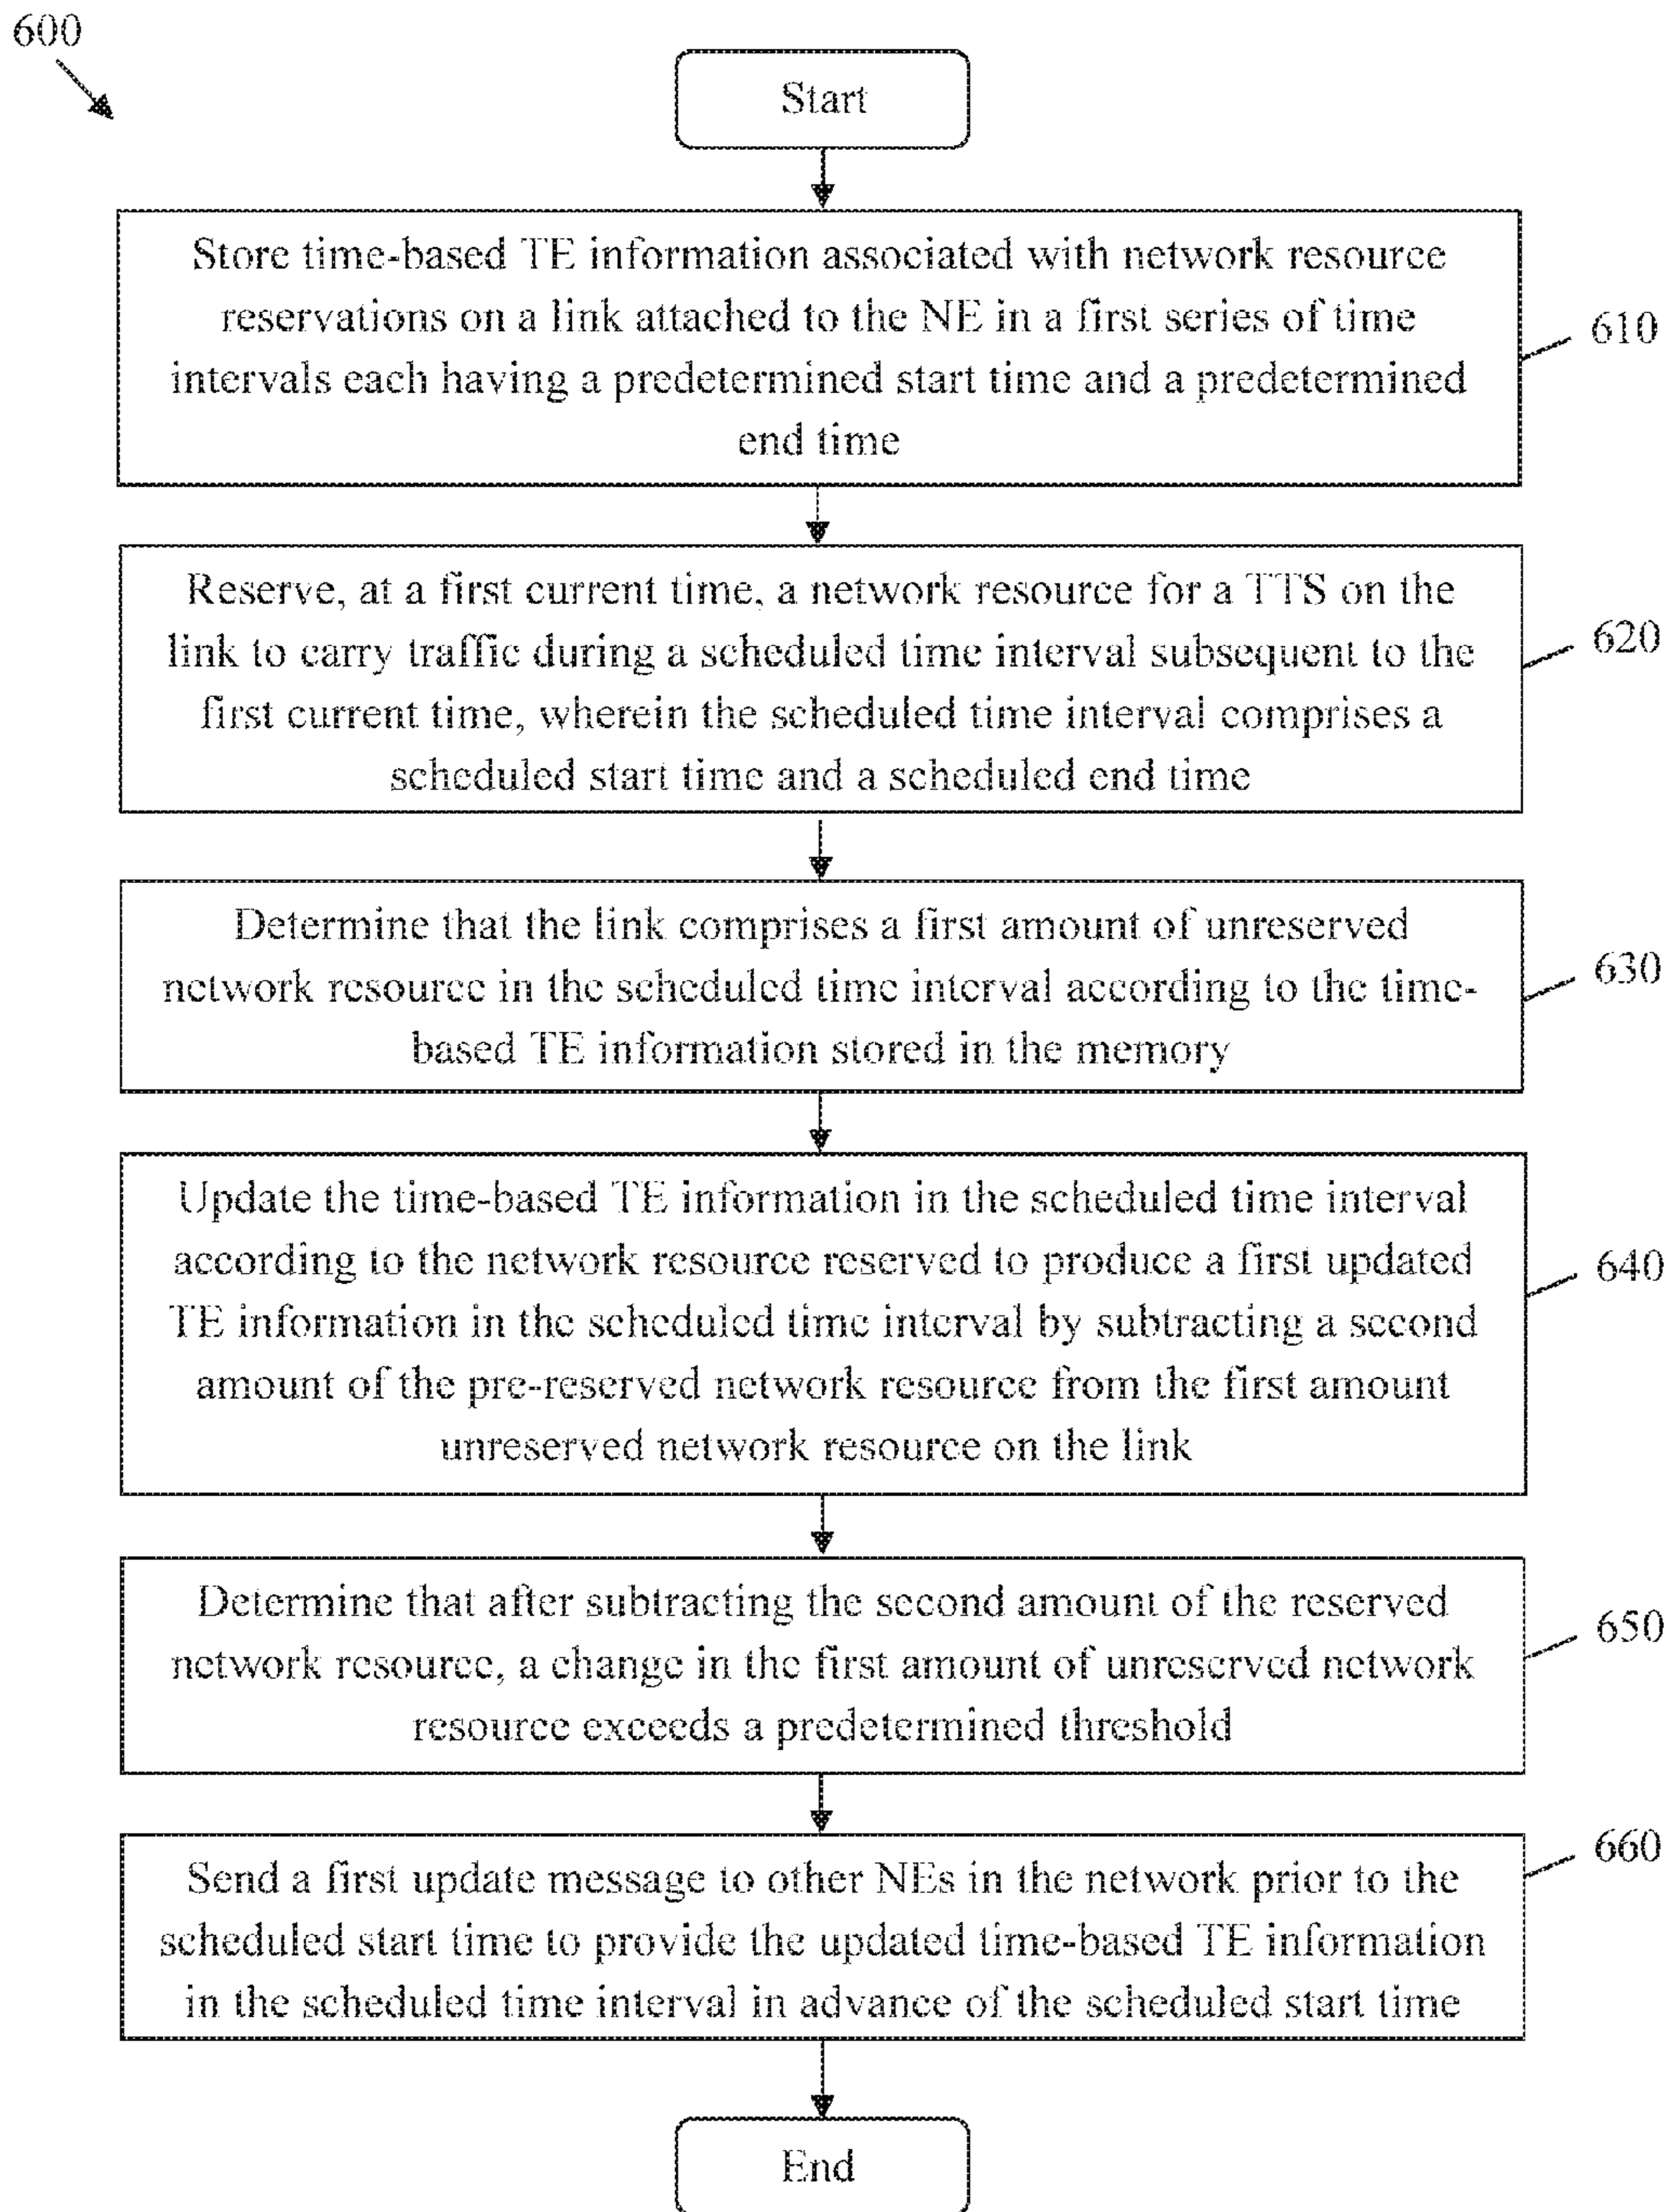 600
Start
Store time-based TE information associated with network resource
reservations on a link attached to the NE in a first series of time
intervals each having a predetermined start time and a predetermined
end time
610
Reserve, at a first current time, a network resource for a TTS on the
link to carry traffic during a scheduled time interval subsequent to the
first current time, wherein the scheduled time interval comprises a
scheduled start time and a scheduled end time
620
Determine that the link comprises a first amount of unreserved
network resource in the scheduled time interval according to the time-
based TE information stored in the memory
630
Update the time-based TE information in the scheduled time interval
according to the network resource reserved to produce a first updated
TE information in the scheduled time interval by subtracting a second
amount of the pre-reserved network resource from the first amount
unreserved network resource on the link
640
Determine that after subtracting the second amount of the reserved
network resource, a change in the first amount of unreserved network
resource exceeds a predetermined threshold
650
Send a first update message to other NEs in the network prior to the
scheduled start time to provide the updated time-based TE information
in the scheduled time interval in advance of the scheduled start time
660
End